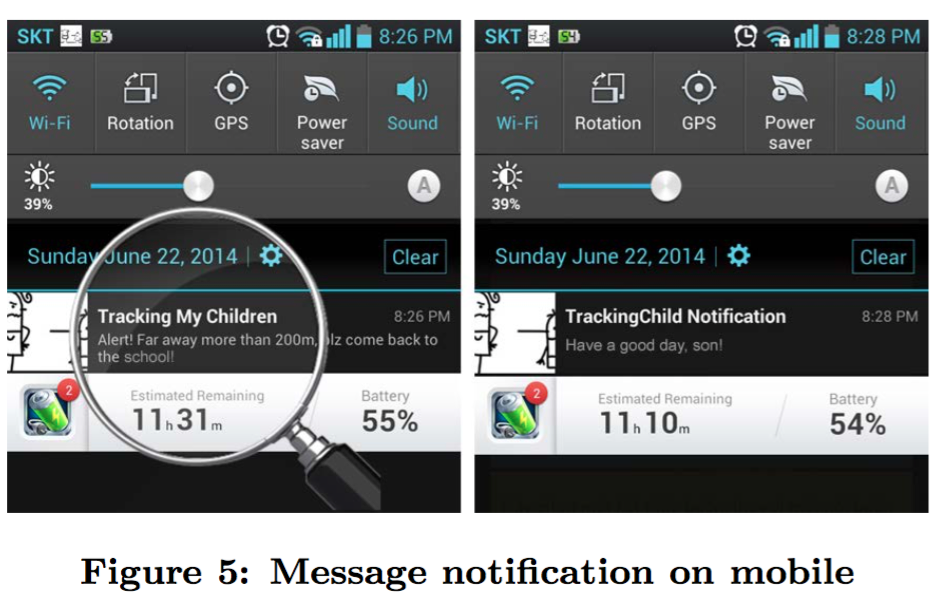 SKT 55 8:26 PM
Wi-Fi Rotation GPS Power saver Sound
39% A
Sunday June 22, 2014 | Clear
Tracking My Children 8:26 PM
Alert! Far away more than 200m, plz come back to
the school!
2 Estimated Remaining Battery
11h 31m 55%
SKT 54 8:28 PM
Wi-Fi Rotation GPS Power saver Sound
39% A
Sunday June 22, 2014 | Clear
TrackingChild Notification 8:28 PM
Have a good day, son!
2 Estimated Remaining Battery
11h 10m 54%
Figure 5: Message notification on mobile